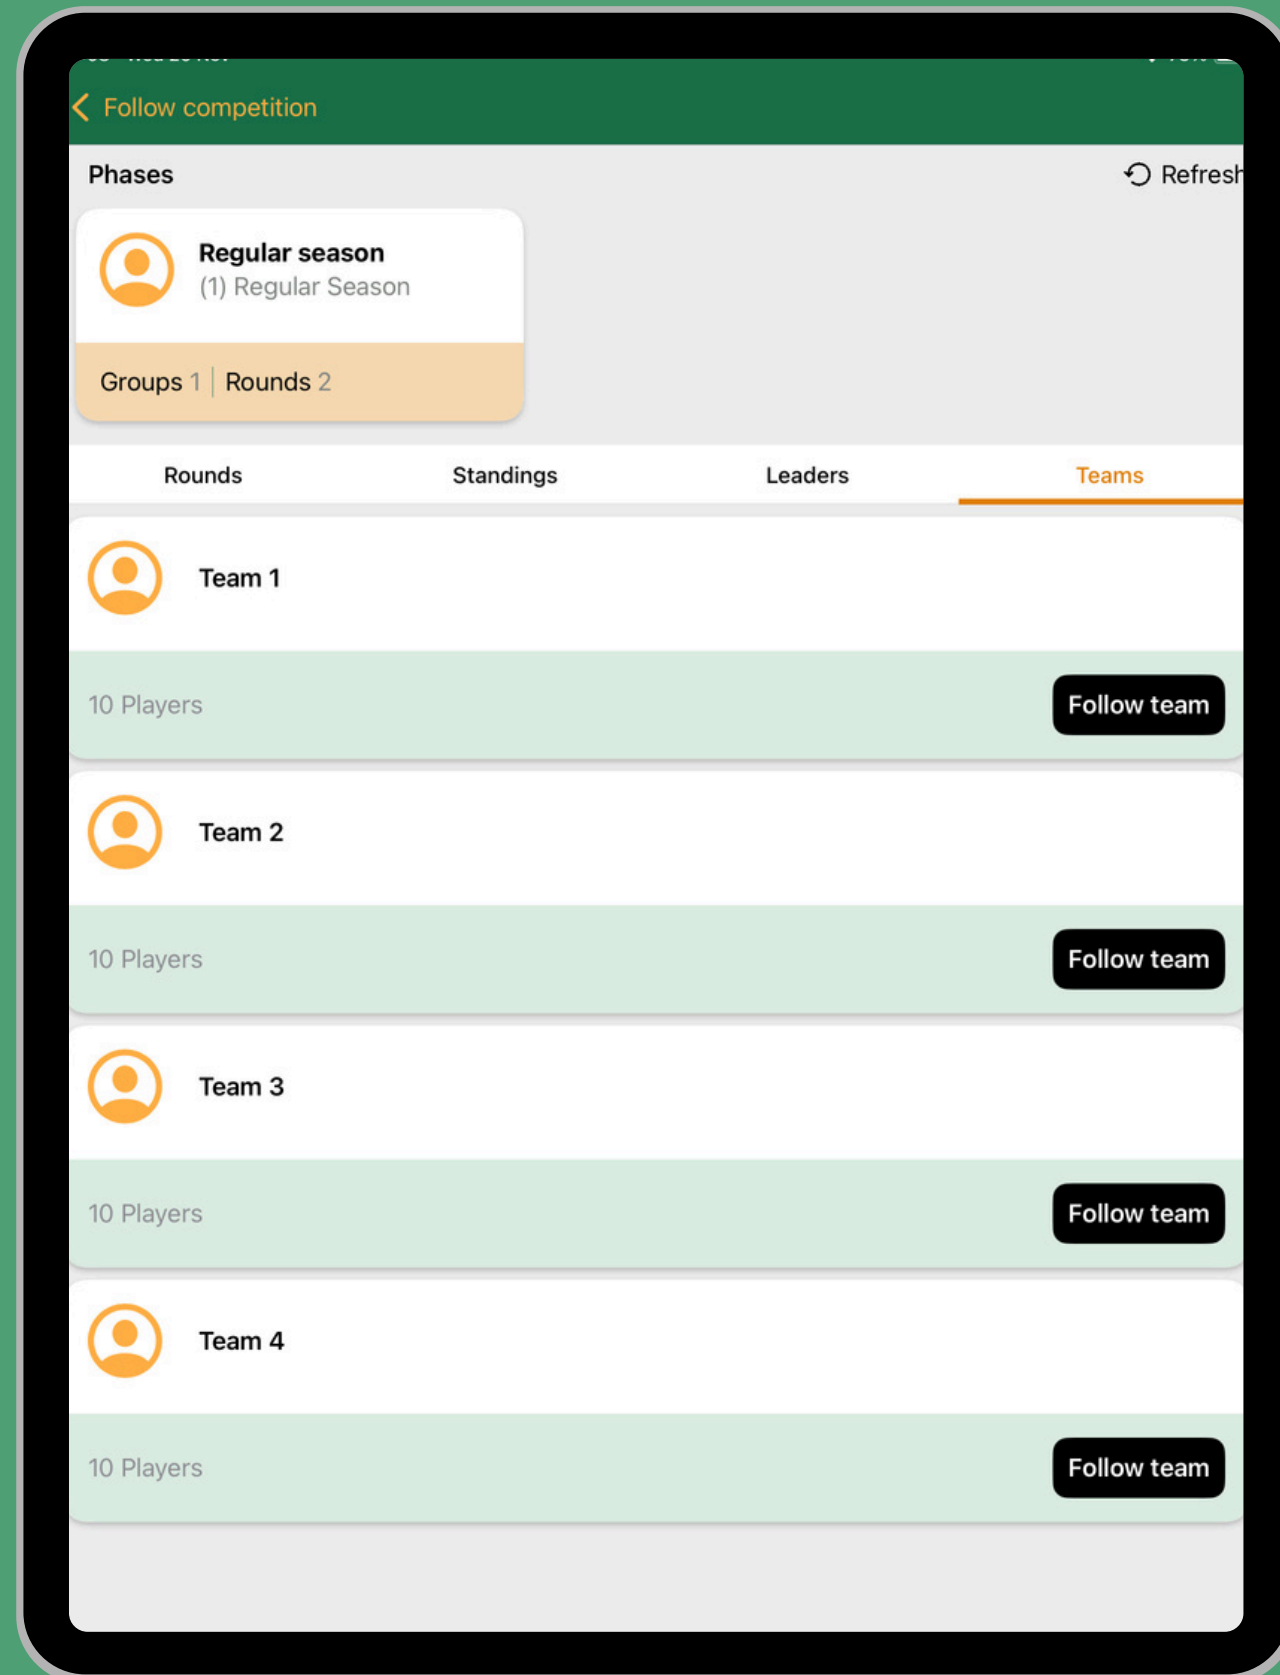 Follow competition
Phases
Refresh
Regular season
(1) Regular Season
Groups 1 | Rounds 2
Rounds Standings Leaders Teams
Team 1
10 Players Follow team
Team 2
10 Players Follow team
Team 3
10 Players Follow team
Team 4
10 Players Follow team